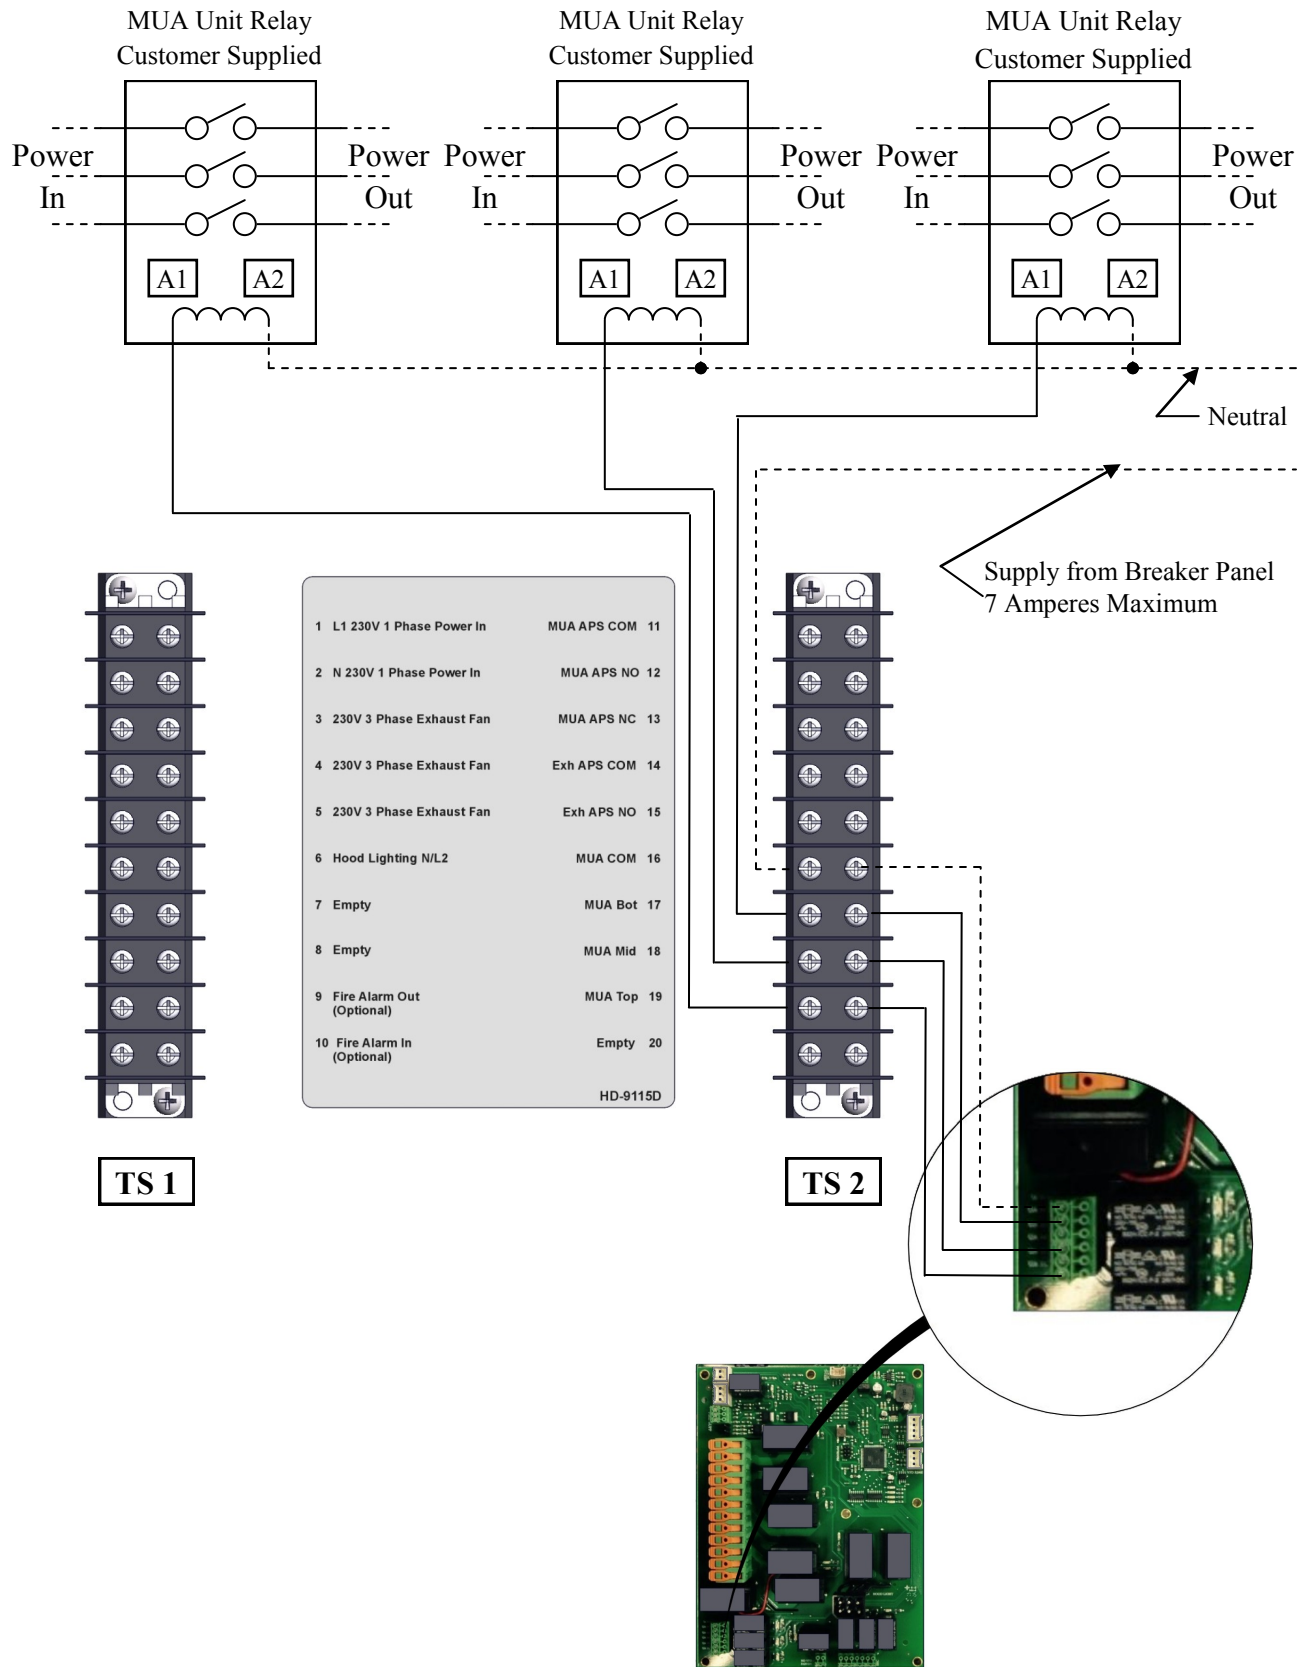 MUA Unit Relay
Customer Supplied
MUA Unit Relay
Customer Supplied
MUA Unit Relay
Customer Supplied
Power
In
Power
Out
Power
In
Power
Out
Power
In
Power
Out
A1
A2
A1
A2
A1
A2
Neutral
Supply from Breaker Panel
7 Amperes Maximum
1 L1 230V 1 Phase Power In
MUA APS COM 11
2 N 230V 1 Phase Power In
MUA APS NO 12
3 230V 3 Phase Exhaust Fan
MUA APS NC 13
4 230V 3 Phase Exhaust Fan
Exh APS COM 14
5 230V 3 Phase Exhaust Fan
Exh APS NO 15
6 Hood Lighting N/L2
MUA COM 16
7 Empty
MUA Bot 17
8 Empty
MUA Mid 18
9 Fire Alarm Out
(Optional)
MUA Top 19
10 Fire Alarm In
(Optional)
Empty 20
HD-9115D
TS 1
TS 2